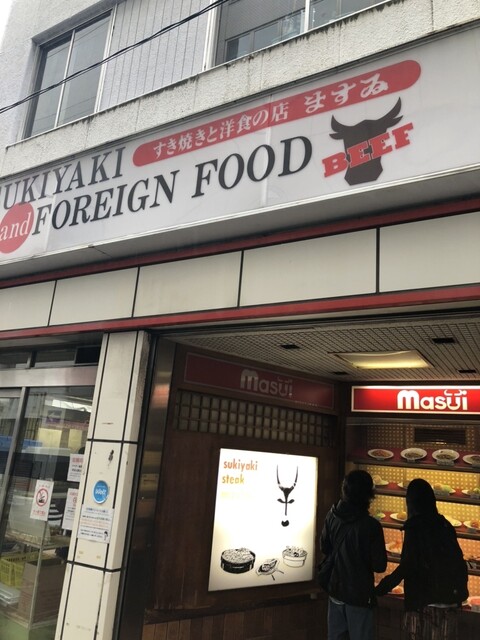 すき焼きと洋食の店 ますゐ
SUKIYAKI
and FOREIGN FOOD
BEEF
masui
masui
sukiyaki
steak